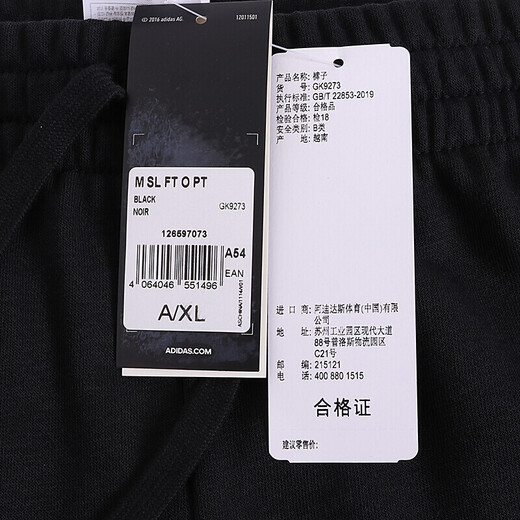 © 2016 adidas AG.
12011501
M SL FT O PT
BLACK
NOIR
GK9273
126597073
A54
EAN
4 064046 551496
A/XL
ADIDAS.COM
产品名称: 裤子
货 号: GK9273
执行标准: GB/T 22853-2019
产品等级: 合格品
检验合格: 检18
安全类别: B类
产 地: 越南
进 口 商: 阿迪达斯体育(中国)有限公司
地 址: 苏州工业园区现代大道
88号普洛斯物流园区
C21号
邮 编: 215121
电 话: 400 880 1515
合格证
建议零售价: